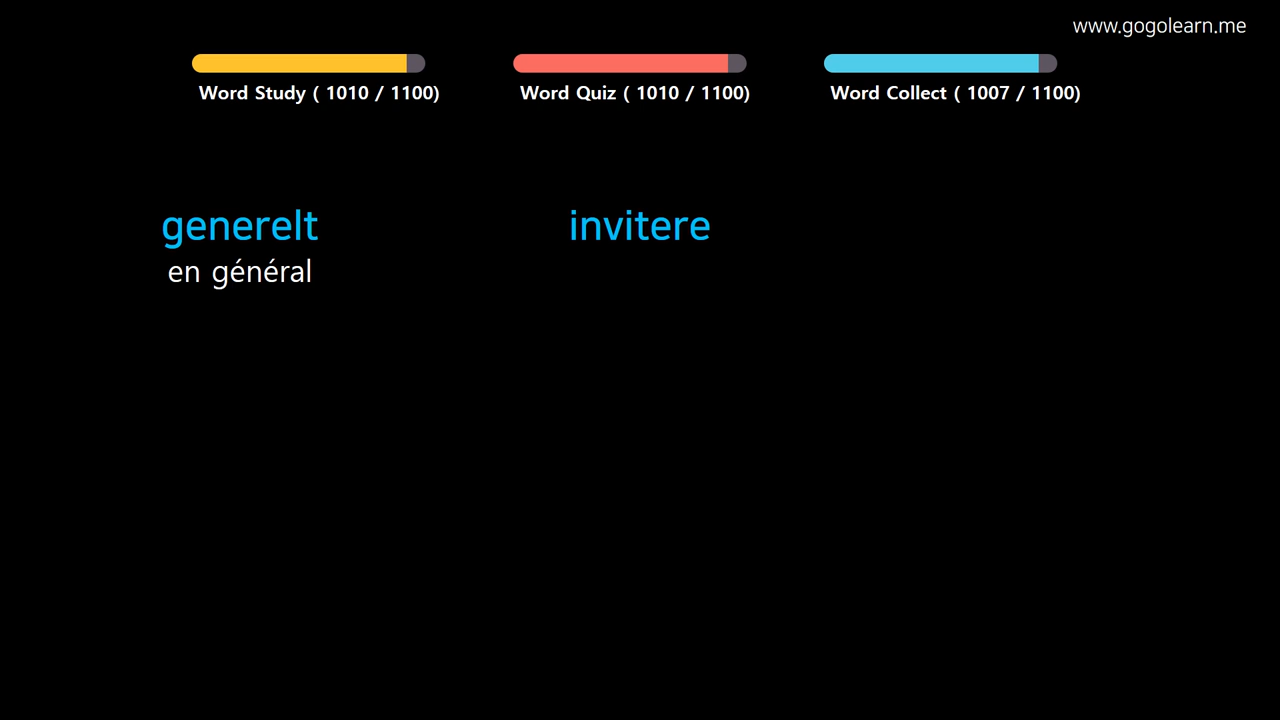 www.gogolearn.me
Word Study ( 1010 / 1100)
Word Quiz ( 1010 / 1100)
Word Collect ( 1007 / 1100)
generelt
en général
invitere